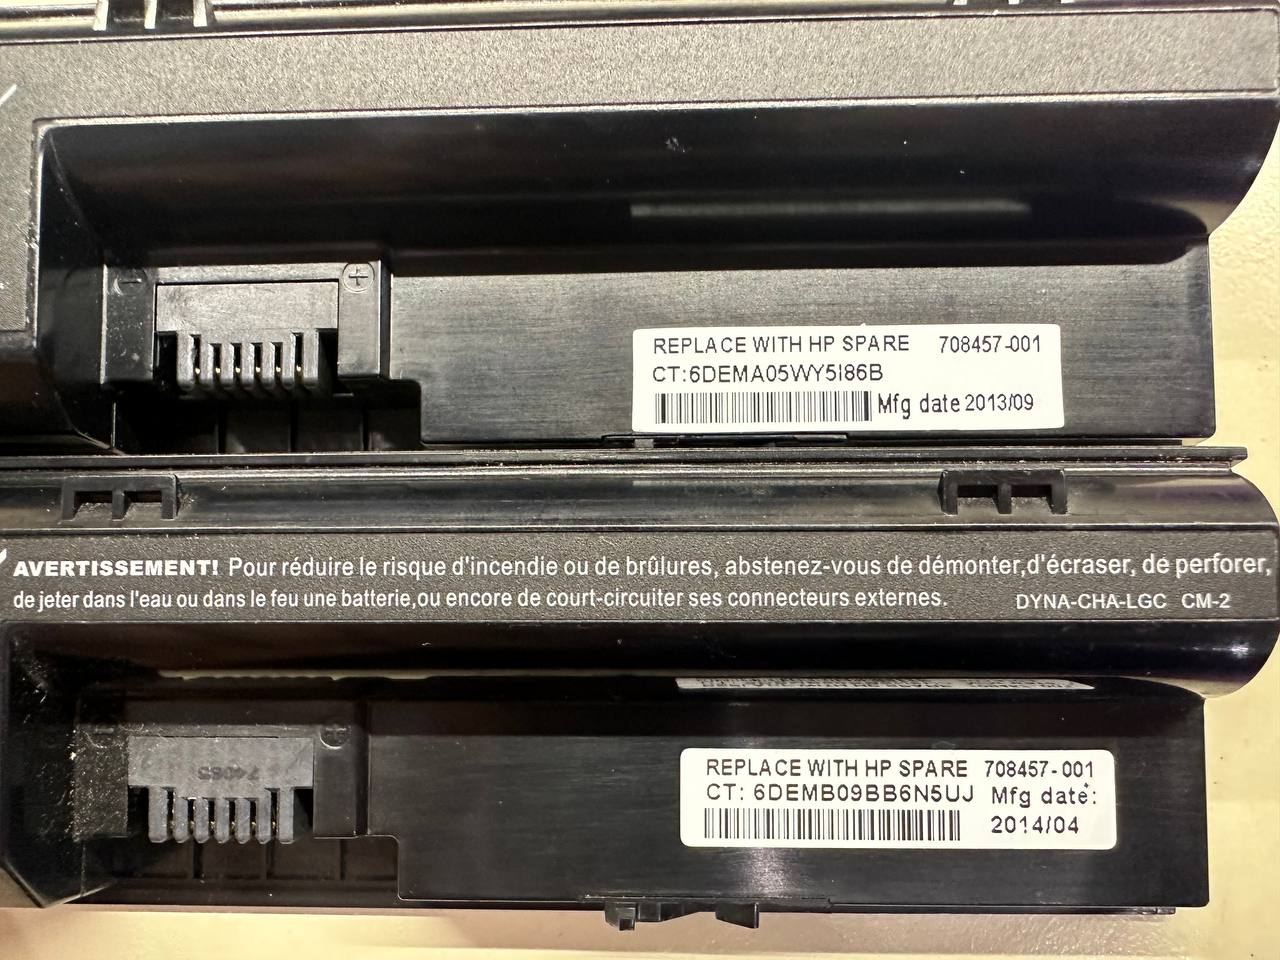 REPLACE WITH HP SPARE 708457-001
CT:6DEMA05WY5I86B
Mfg date 2013/09
AVERTISSEMENT! Pour réduire le risque d'incendie ou de brûlures, abstenez-vous de démonter,d'écraser, de perforer,
de jeter dans l'eau ou dans le feu une batterie,ou encore de court-circuiter ses connecteurs externes. DYNA-CHA-LGC CM-2
74065
REPLACE WITH HP SPARE 708457-001
CT: 6DEMB09BB6N5UJ Mfg date:
2014/04